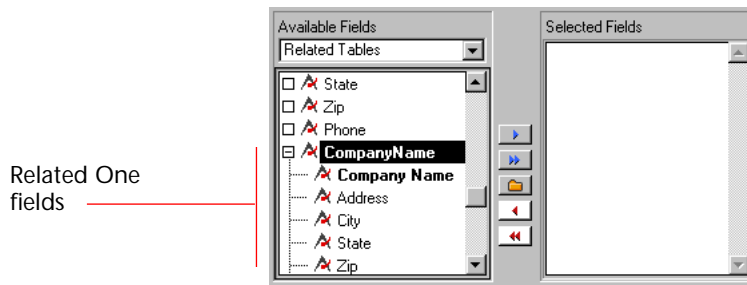 Available Fields
Related Tables
State
Zip
Phone
CompanyName
Company Name
Address
City
State
Zip
Selected Fields
Related One
fields